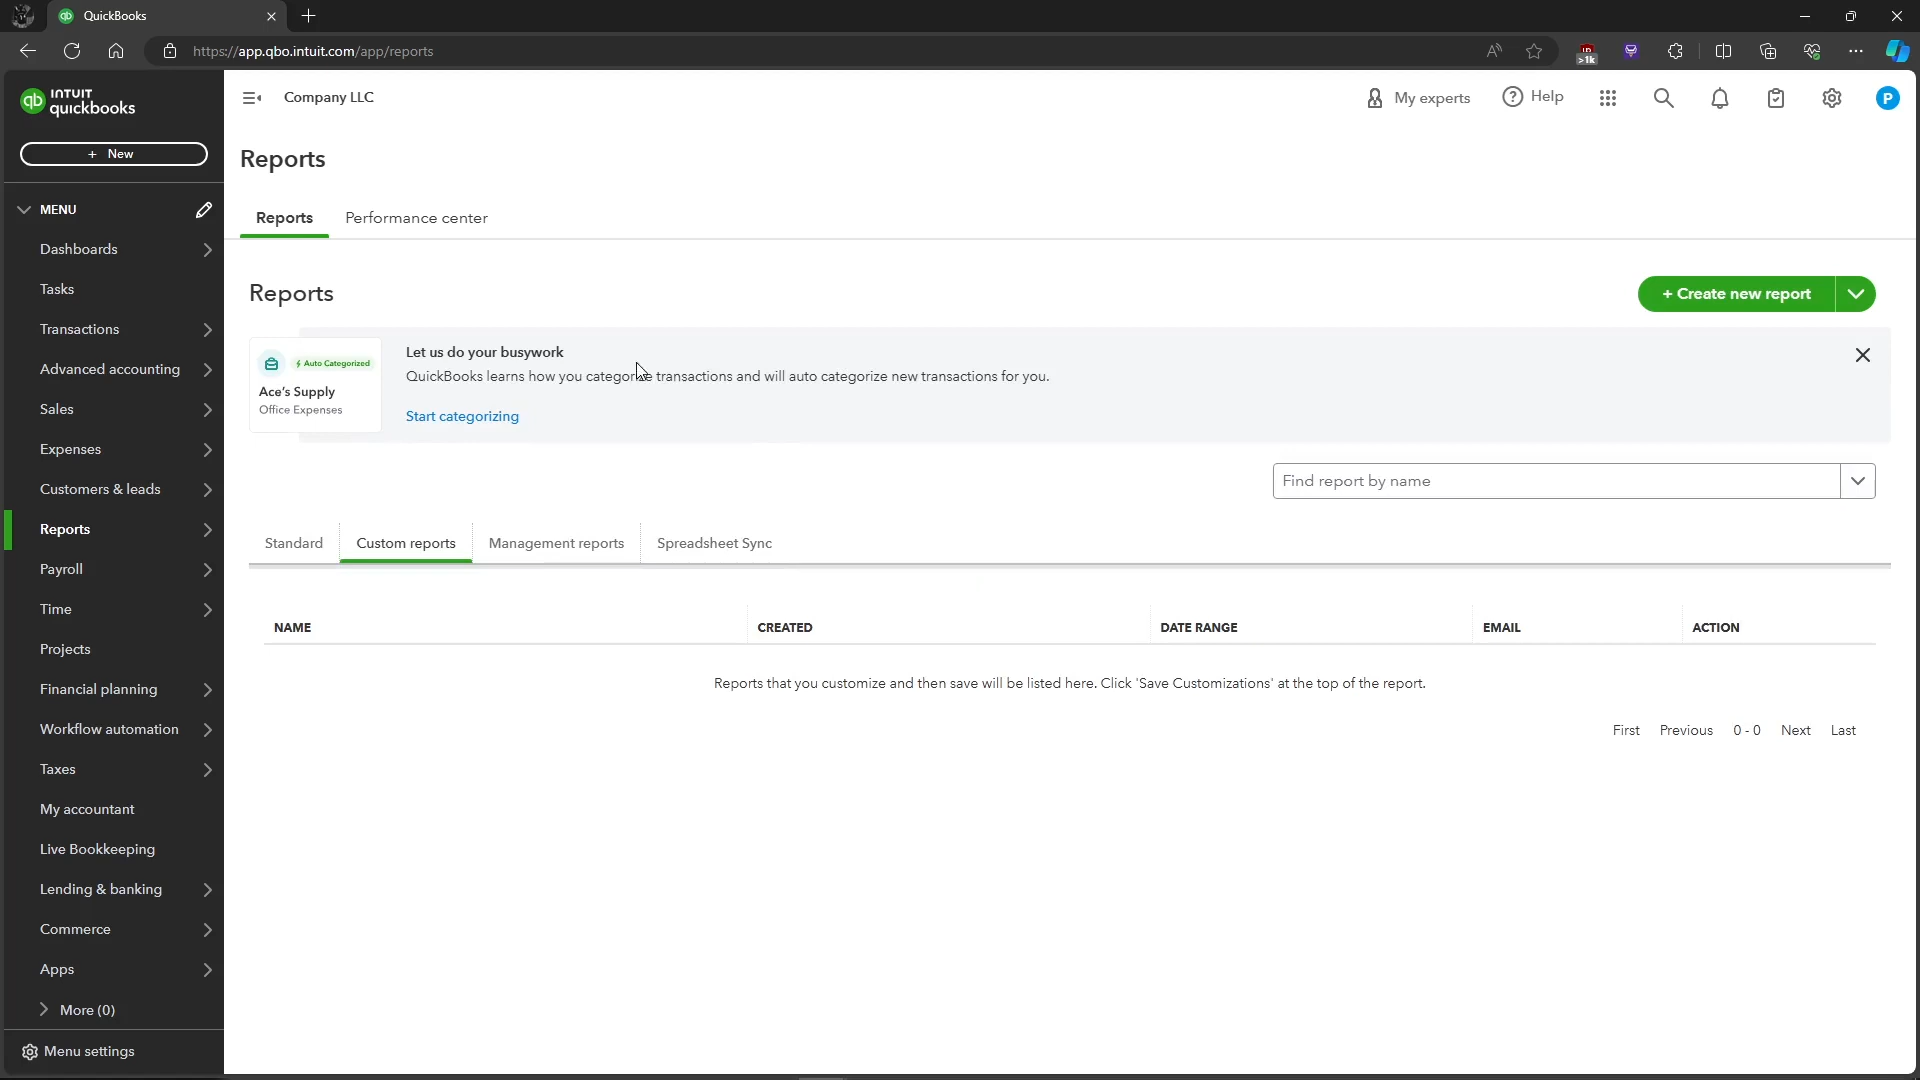 QuickBooks
https://app.qbo.intuit.com/app/reports
>1k
qb INTUIT quickbooks
Company LLC
My experts
Help
P
+ New
Reports
MENU
Reports
Performance center
Dashboards
Tasks
Reports
+ Create new report
Transactions
Auto Categorized
Ace's Supply
Office Expenses
Let us do your busywork
QuickBooks learns how you categorize transactions and will auto categorize new transactions for you.
Start categorizing
Advanced accounting
Sales
Expenses
Customers & leads
Reports
Payroll
Time
Projects
Financial planning
Workflow automation
Taxes
My accountant
Live Bookkeeping
Lending & banking
Commerce
Apps
More (0)
Menu settings
Find report by name
Standard
Custom reports
Management reports
Spreadsheet Sync
NAME
CREATED
DATE RANGE
EMAIL
ACTION
Reports that you customize and then save will be listed here. Click 'Save Customizations' at the top of the report.
First
Previous
0 - 0
Next
Last